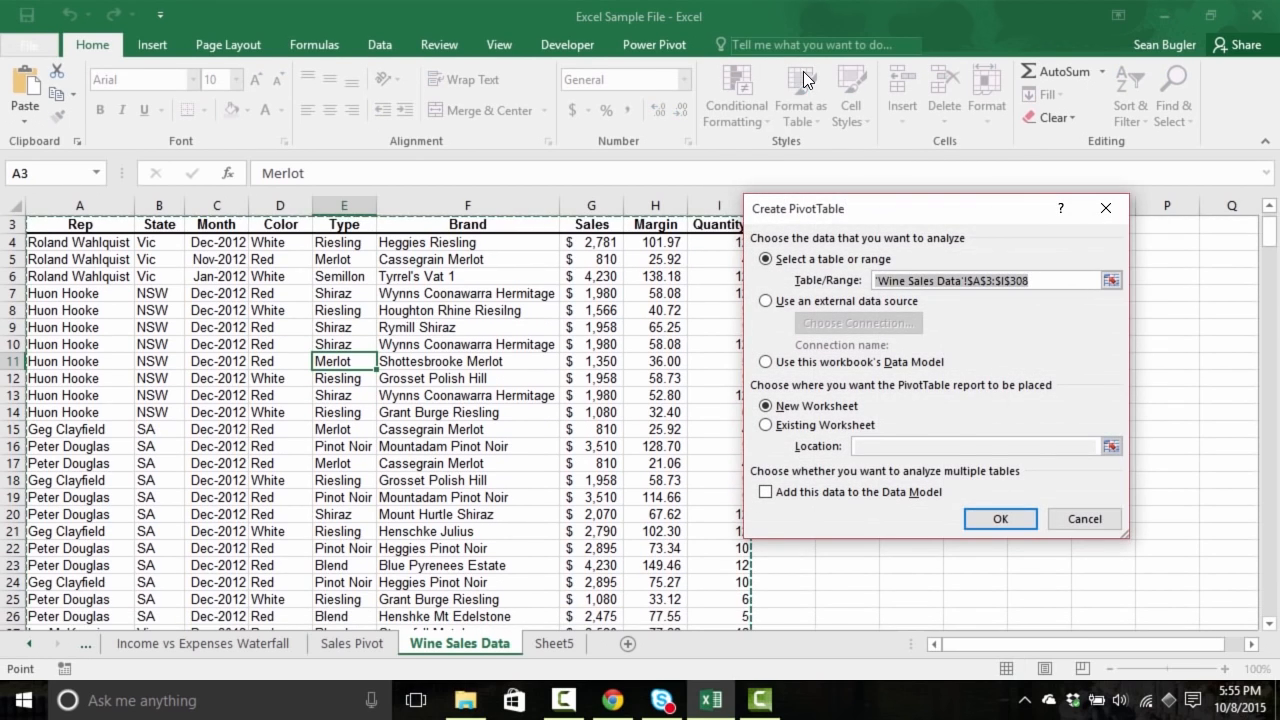 Excel Sample File - Excel
File Home Insert Page Layout Formulas Data Review View Developer Power Pivot Tell me what you want to do... Sean Bugler Share
Paste
Arial 10
B I U A
Wrap Text
Merge & Center
General
$ % ,
Conditional Formatting
Format as Table
Cell Styles
Insert Delete Format
AutoSum
Fill
Clear
Sort & Filter
Find & Select
Clipboard Font Alignment Number Styles Cells Editing
A3 fx Merlot
A B C D E F G H I P Q
3 Rep State Month Color Type Brand Sales Margin Quantity
4 Roland Wahlquist Vic Dec-2012 White Riesling Heggies Riesling $ 2,781 101.97
5 Roland Wahlquist Vic Nov-2012 Red Merlot Cassegrain Merlot $ 810 25.92
6 Roland Wahlquist Vic Jan-2012 White Semillon Tyrrel's Vat 1 $ 4,230 138.18
7 Huon Hooke NSW Dec-2012 Red Shiraz Wynns Coonawarra Hermitage $ 1,980 58.08
8 Huon Hooke NSW Dec-2012 White Riesling Houghton Rhine Riesilng $ 1,566 40.72
9 Huon Hooke NSW Dec-2012 Red Shiraz Rymill Shiraz $ 1,958 65.25
10 Huon Hooke NSW Dec-2012 Red Shiraz Wynns Coonawarra Hermitage $ 1,980 58.08
11 Huon Hooke NSW Dec-2012 Red Merlot Shottesbrooke Merlot $ 1,350 36.00
12 Huon Hooke NSW Dec-2012 White Riesling Grosset Polish Hill $ 1,958 58.73
13 Huon Hooke NSW Dec-2012 Red Shiraz Wynns Coonawarra Hermitage $ 1,980 52.80
14 Huon Hooke NSW Dec-2012 White Riesling Grant Burge Riesling $ 1,080 32.40
15 Geg Clayfield SA Dec-2012 Red Merlot Cassegrain Merlot $ 810 25.92
16 Peter Douglas SA Dec-2012 Red Pinot Noir Mountadam Pinot Noir $ 3,510 128.70
17 Peter Douglas SA Dec-2012 Red Merlot Cassegrain Merlot $ 810 21.06
18 Geg Clayfield SA Dec-2012 White Riesling Grosset Polish Hill $ 1,958 58.73
19 Peter Douglas SA Dec-2012 Red Pinot Noir Mountadam Pinot Noir $ 3,510 114.66
20 Peter Douglas SA Dec-2012 Red Shiraz Mount Hurtle Shiraz $ 2,070 67.62
21 Geg Clayfield SA Dec-2012 White Riesling Henschke Julius $ 2,790 102.30
22 Peter Douglas SA Dec-2012 Red Pinot Noir Heggies Pinot Noir $ 2,895 73.34 10
23 Peter Douglas SA Dec-2012 Red Blend Blue Pyrenees Estate $ 4,230 149.46 12
24 Geg Clayfield SA Dec-2012 Red Pinot Noir Heggies Pinot Noir $ 2,895 75.27 10
25 Peter Douglas SA Dec-2012 White Riesling Grant Burge Riesling $ 1,080 33.12 6
26 Peter Douglas SA Dec-2012 Red Blend Henshke Mt Edelstone $ 2,475 77.55 5
Create PivotTable ?
Choose the data that you want to analyze
Select a table or range
Table/Range: 'Wine Sales Data'!$A$3:$I$308
Use an external data source
Choose Connection...
Connection name:
Use this workbook's Data Model
Choose where you want the PivotTable report to be placed
New Worksheet
Existing Worksheet
Location:
Choose whether you want to analyze multiple tables
Add this data to the Data Model
OK Cancel
... Income vs Expenses Waterfall Sales Pivot Wine Sales Data Sheet5
Point 100%
Ask me anything
5:55 PM
10/8/2015